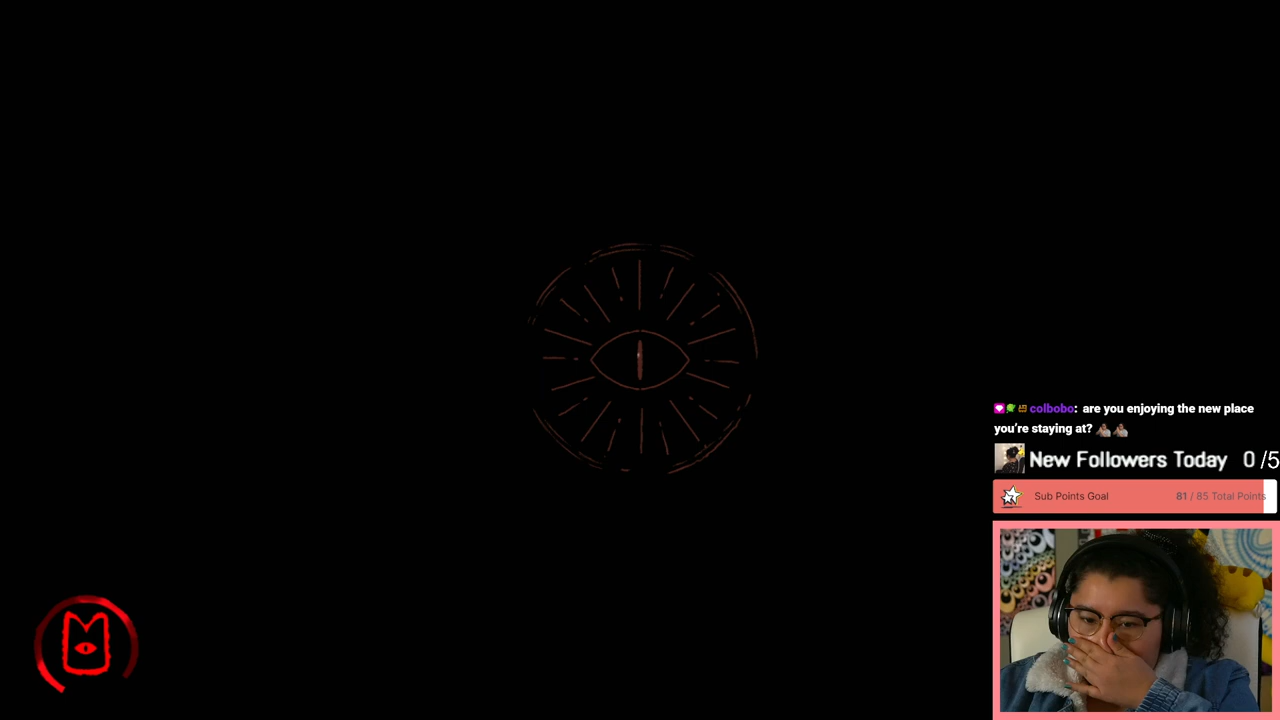 colbobo: are you enjoying the new place
you're staying at?
New Followers Today 0 /5
Sub Points Goal 81 / 85 Total Points